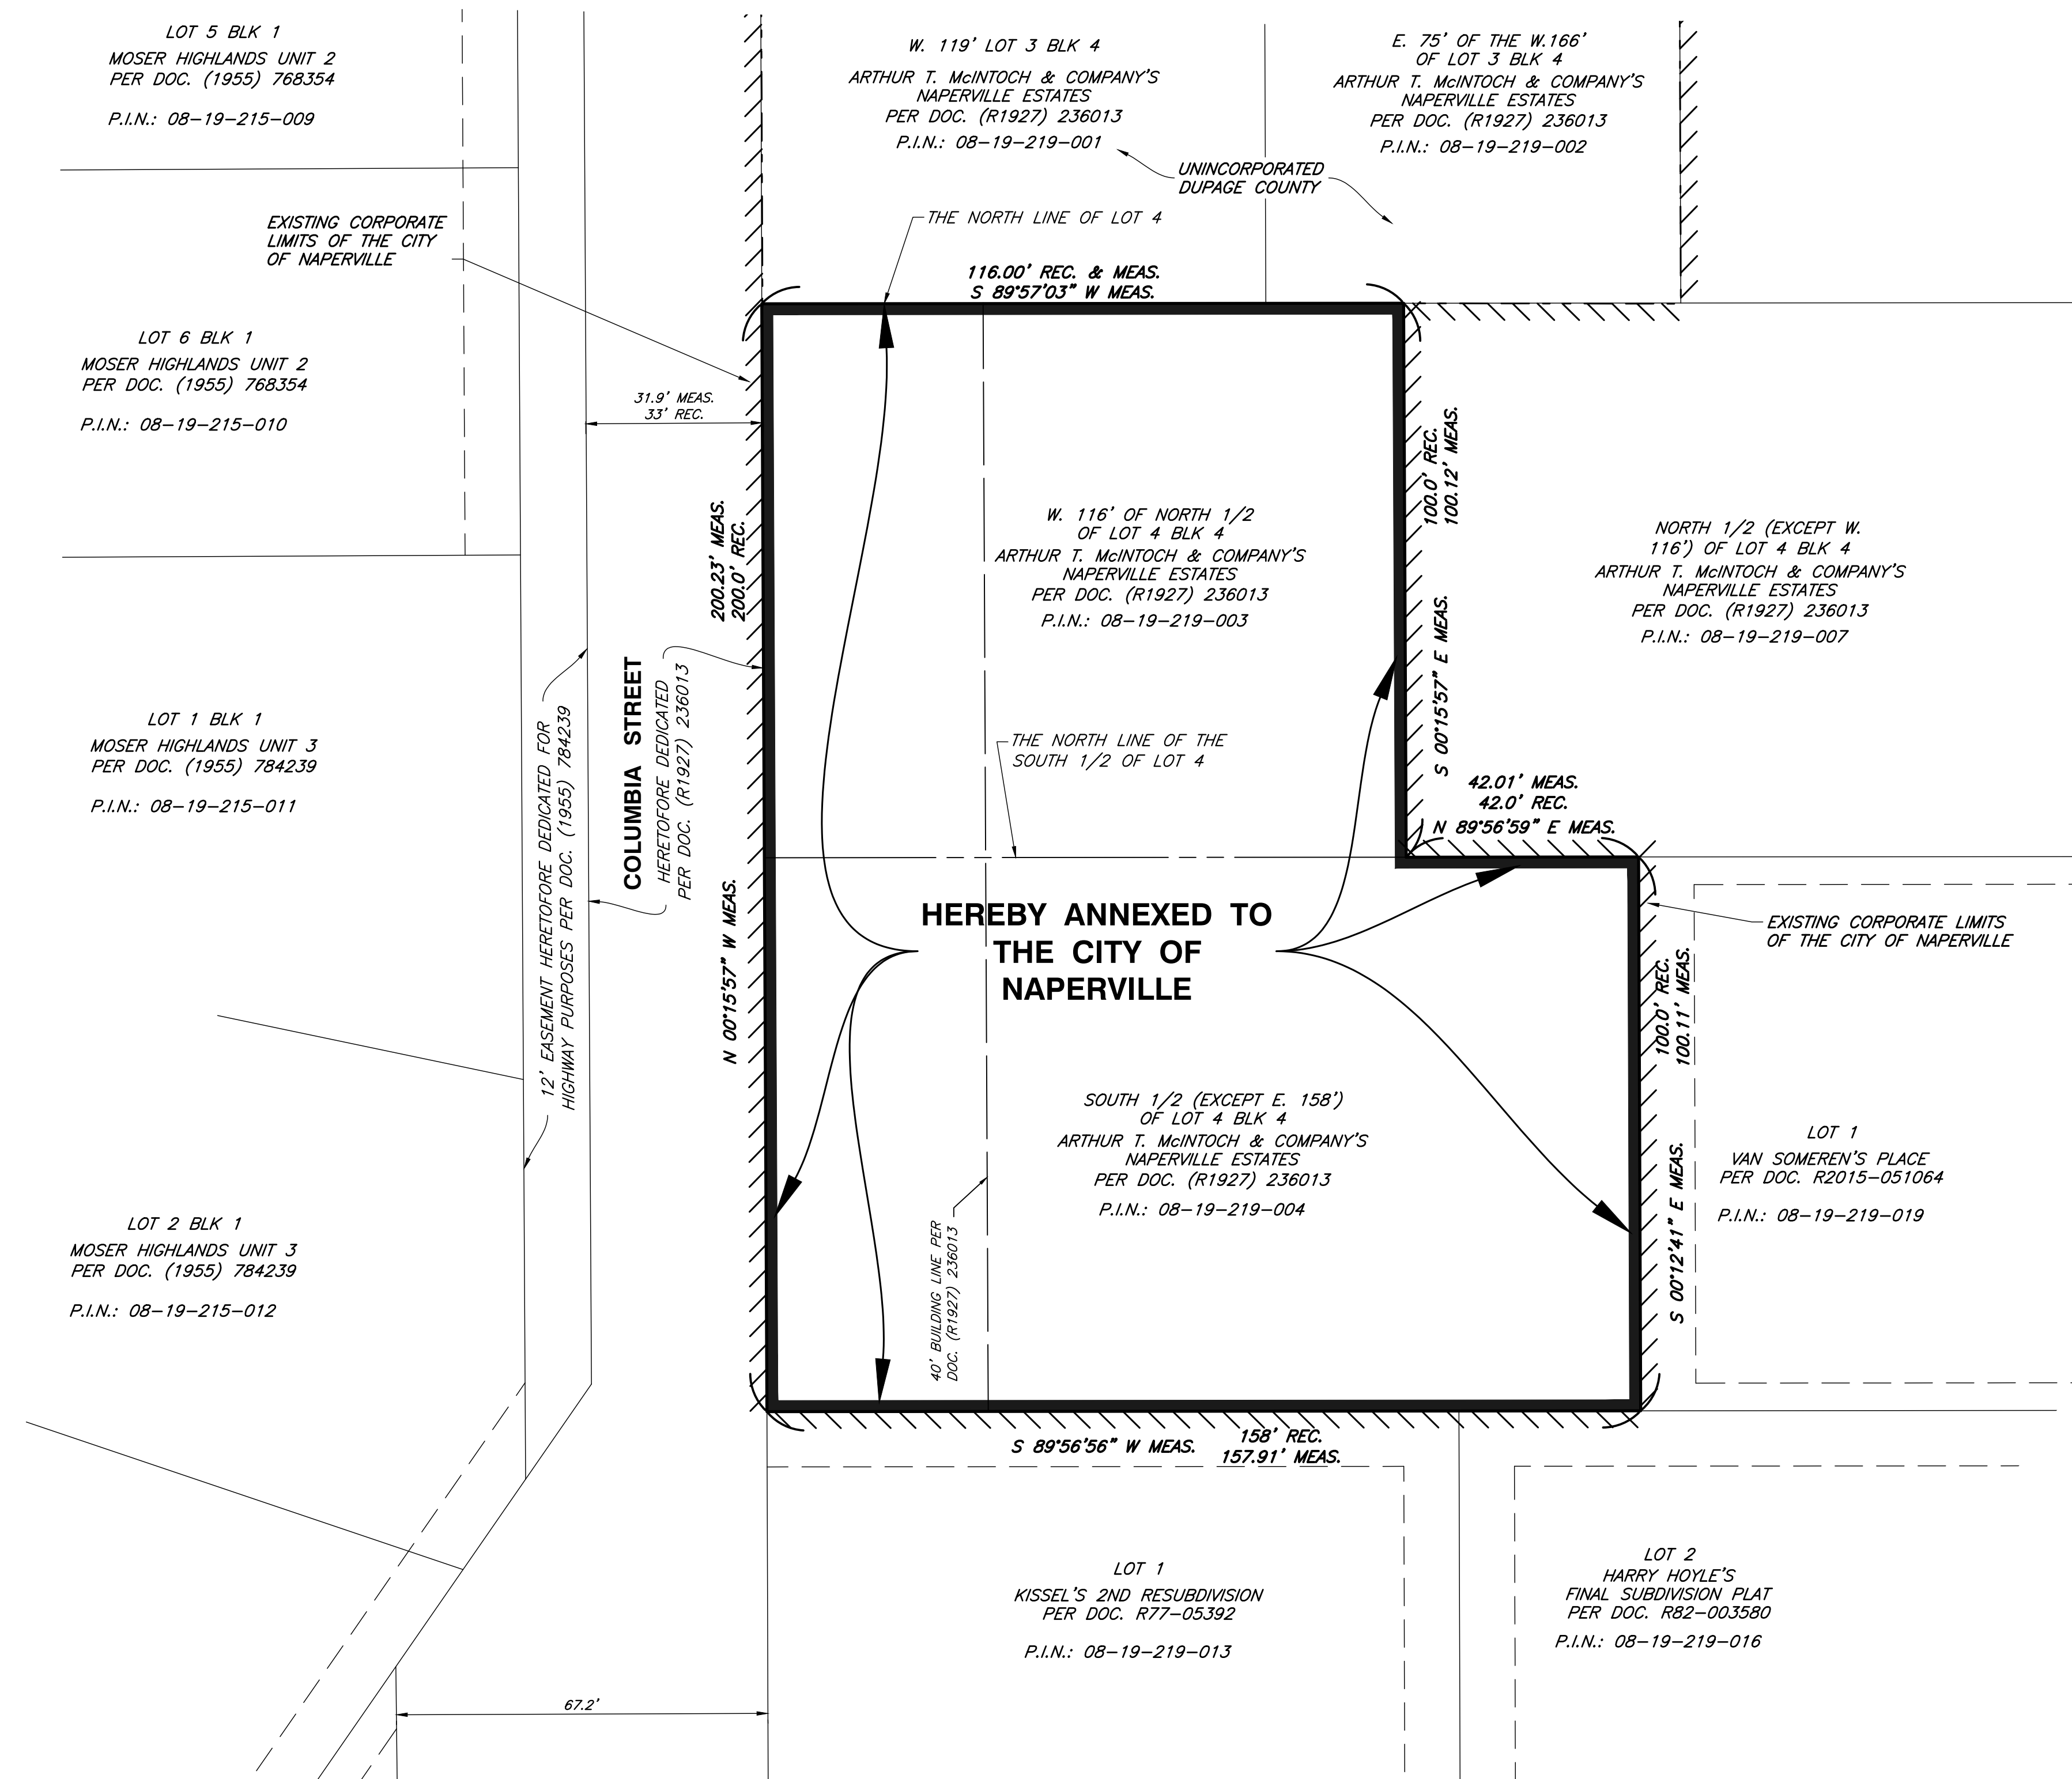 LOT 5 BLK 1
MOSER HIGHLANDS UNIT 2
PER DOC. (1955) 768354
P.I.N.: 08-19-215-009
W. 119' LOT 3 BLK 4
ARTHUR T. McINTOCH & COMPANY'S
NAPERVILLE ESTATES
PER DOC. (R1927) 236013
P.I.N.: 08-19-219-001
E. 75' OF THE W.166'
OF LOT 3 BLK 4
ARTHUR T. McINTOCH & COMPANY'S
NAPERVILLE ESTATES
PER DOC. (R1927) 236013
P.I.N.: 08-19-219-002
UNINCORPORATED
DUPAGE COUNTY
EXISTING CORPORATE
LIMITS OF THE CITY
OF NAPERVILLE
THE NORTH LINE OF LOT 4
116.00' REC. & MEAS.
S 89°57'03" W MEAS.
LOT 6 BLK 1
MOSER HIGHLANDS UNIT 2
PER DOC. (1955) 768354
P.I.N.: 08-19-215-010
31.9' MEAS.
33' REC.
200.23' MEAS.
200.0' REC.
100.0' REC.
100.12' MEAS.
W. 116' OF NORTH 1/2
OF LOT 4 BLK 4
ARTHUR T. McINTOCH & COMPANY'S
NAPERVILLE ESTATES
PER DOC. (R1927) 236013
P.I.N.: 08-19-219-003
NORTH 1/2 (EXCEPT W.
116') OF LOT 4 BLK 4
ARTHUR T. McINTOCH & COMPANY'S
NAPERVILLE ESTATES
PER DOC. (R1927) 236013
P.I.N.: 08-19-219-007
S 00°15'57" E MEAS.
LOT 1 BLK 1
MOSER HIGHLANDS UNIT 3
PER DOC. (1955) 784239
P.I.N.: 08-19-215-011
12' EASEMENT HERETOFORE DEDICATED FOR
HIGHWAY PURPOSES PER DOC. (1955) 784239
COLUMBIA STREET
HERETOFORE DEDICATED
PER DOC. (R1927) 236013
THE NORTH LINE OF THE
SOUTH 1/2 OF LOT 4
42.01' MEAS.
42.0' REC.
N 89°56'59" E MEAS.
N 00°15'57" W MEAS.
HEREBY ANNEXED TO
THE CITY OF
NAPERVILLE
EXISTING CORPORATE LIMITS
OF THE CITY OF NAPERVILLE
100.0' REC.
100.11' MEAS.
SOUTH 1/2 (EXCEPT E. 158')
OF LOT 4 BLK 4
ARTHUR T. McINTOCH & COMPANY'S
NAPERVILLE ESTATES
PER DOC. (R1927) 236013
P.I.N.: 08-19-219-004
S 00°12'41" E MEAS.
LOT 1
VAN SOMEREN'S PLACE
PER DOC. R2015-051064
P.I.N.: 08-19-219-019
LOT 2 BLK 1
MOSER HIGHLANDS UNIT 3
PER DOC. (1955) 784239
P.I.N.: 08-19-215-012
40' BUILDING LINE PER
DOC. (R1927) 236013
S 89°56'56" W MEAS.
158' REC.
157.91' MEAS.
LOT 1
KISSEL'S 2ND RESUBDIVISION
PER DOC. R77-05392
P.I.N.: 08-19-219-013
LOT 2
HARRY HOYLE'S
FINAL SUBDIVISION PLAT
PER DOC. R82-003580
P.I.N.: 08-19-219-016
67.2'